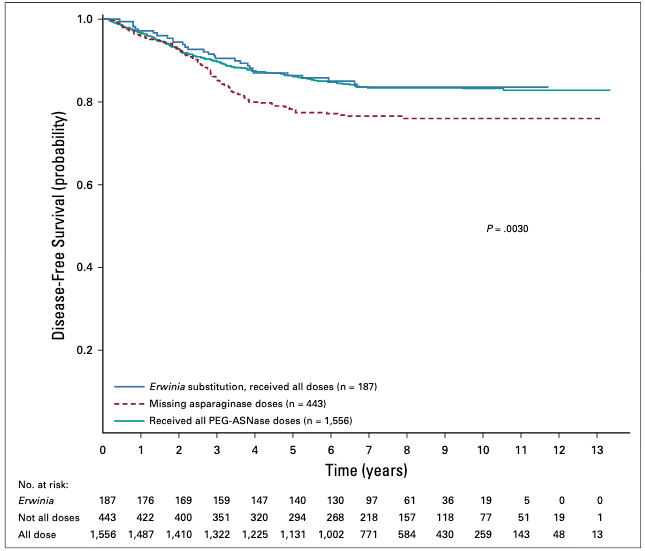 1.0
0.8
0.6
0.4
0.2
Disease-Free Survival (probability)
P = .0030
Erwinia substitution, received all doses (n = 187)
Missing asparaginase doses (n = 443)
Received all PEG-ASNase doses (n = 1,556)
0 1 2 3 4 5 6 7 8 9 10 11 12 13
Time (years)
No. at risk:
Erwinia 187 176 169 159 147 140 130 97 61 36 19 5 0 0
Not all doses 443 422 400 351 320 294 268 218 157 118 77 51 19 1
All dose 1,556 1,487 1,410 1,322 1,225 1,131 1,002 771 584 430 259 143 48 13